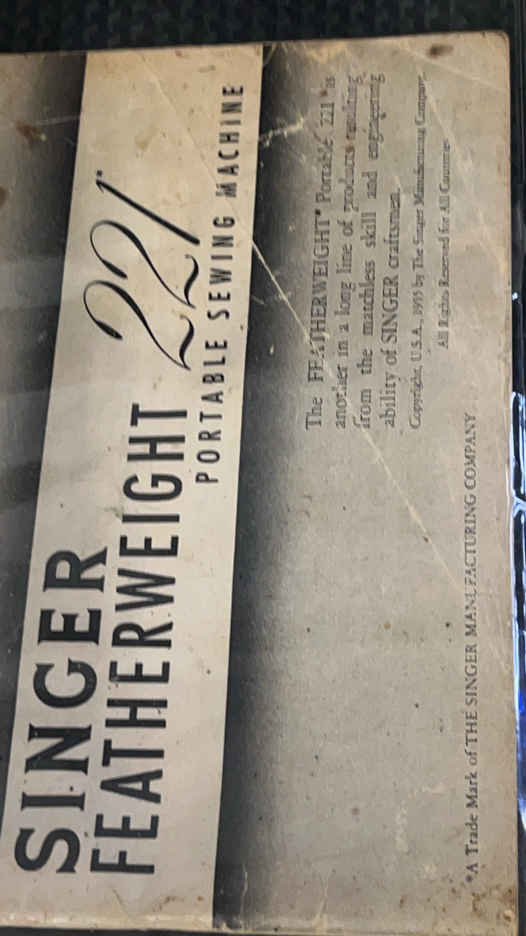 SINGER
FEATHERWEIGHT 221*
PORTABLE SEWING MACHINE
The FEATHERWEIGHT* Portable 221* is
another in a long line of products resulting
from the matchless skill and engineering
ability of SINGER craftsmen.
Copyright, U.S.A., 1955 by The Singer Manufacturing Company.
All Rights Reserved for All Countries
*A Trade Mark of THE SINGER MANUFACTURING COMPANY